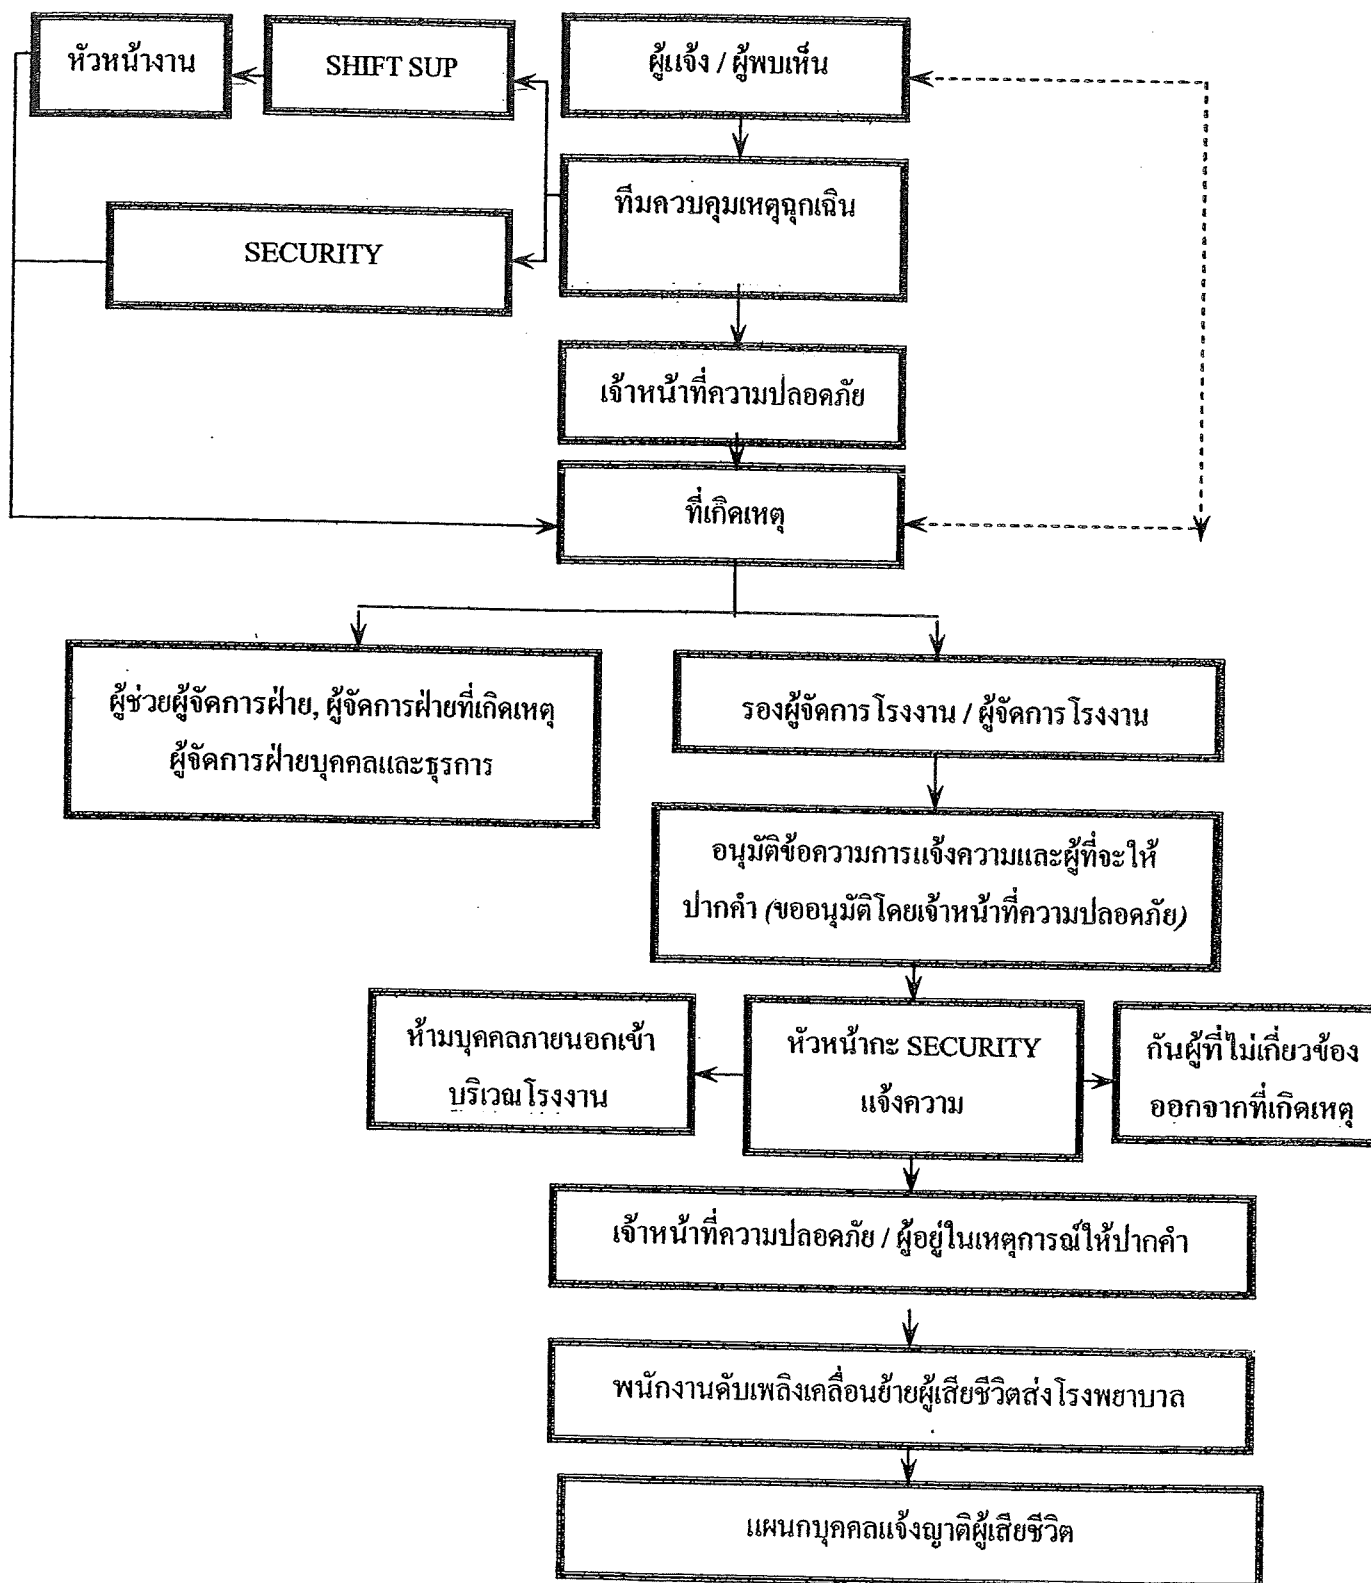 หัวหน้างาน
SHIFT SUP
ผู้แจ้ง / ผู้พบเห็น
ทีมควบคุมเหตุฉุกเฉิน
SECURITY
เจ้าหน้าที่ความปลอดภัย
ที่เกิดเหตุ
ผู้ช่วยผู้จัดการฝ่าย, ผู้จัดการฝ่ายที่เกิดเหตุ
ผู้จัดการฝ่ายบุคคลและธุรการ
รองผู้จัดการโรงงาน / ผู้จัดการโรงงาน
อนุมัติข้อความการแจ้งความและผู้ที่จะให้
ปากคำ (ขออนุมัติโดยเจ้าหน้าที่ความปลอดภัย)
ห้ามบุคคลภายนอกเข้า
บริเวณโรงงาน
หัวหน้ากะ SECURITY
แจ้งความ
กันผู้ที่ไม่เกี่ยวข้อง
ออกจากที่เกิดเหตุ
เจ้าหน้าที่ความปลอดภัย / ผู้อยู่ในเหตุการณ์ให้ปากคำ
พนักงานดับเพลิงเคลื่อนย้ายผู้เสียชีวิตส่งโรงพยาบาล
แผนกบุคคลแจ้งญาติผู้เสียชีวิต